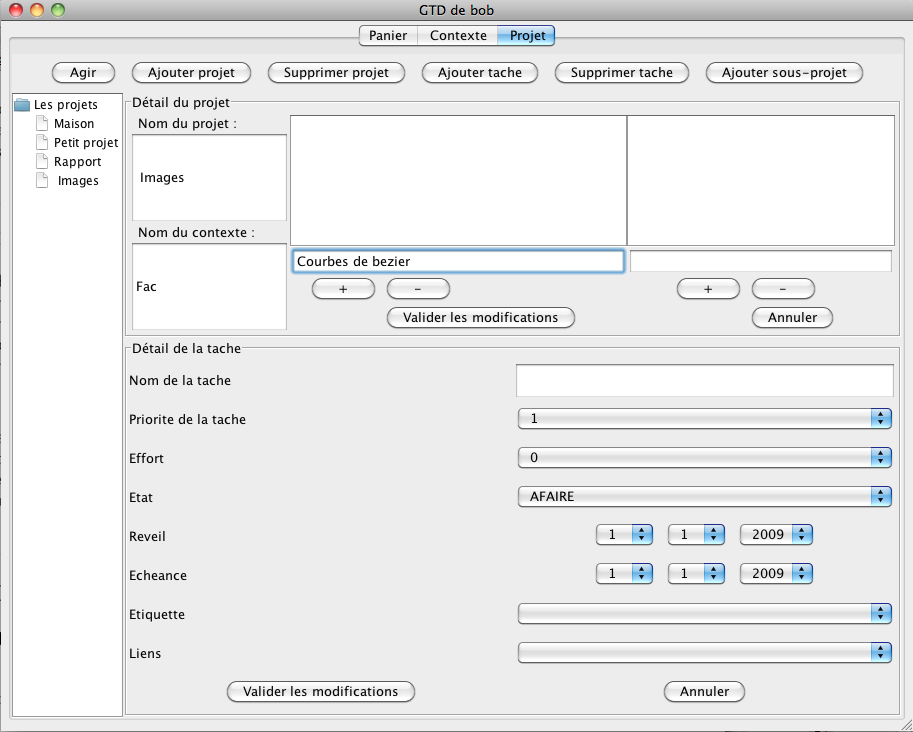 GTD de bob
Panier Contexte Projet
Agir Ajouter projet Supprimer projet Ajouter tache Supprimer tache Ajouter sous-projet
Les projets
Maison
Petit projet
Rapport
Images
Détail du projet
Nom du projet :
Images
Nom du contexte :
Fac
Courbes de bezier
+ - + -
Valider les modifications Annuler
Détail de la tache
Nom de la tache
Priorite de la tache 1
Effort 0
Etat AFAIRE
Reveil 1 1 2009
Echeance 1 1 2009
Etiquette
Liens
Valider les modifications Annuler